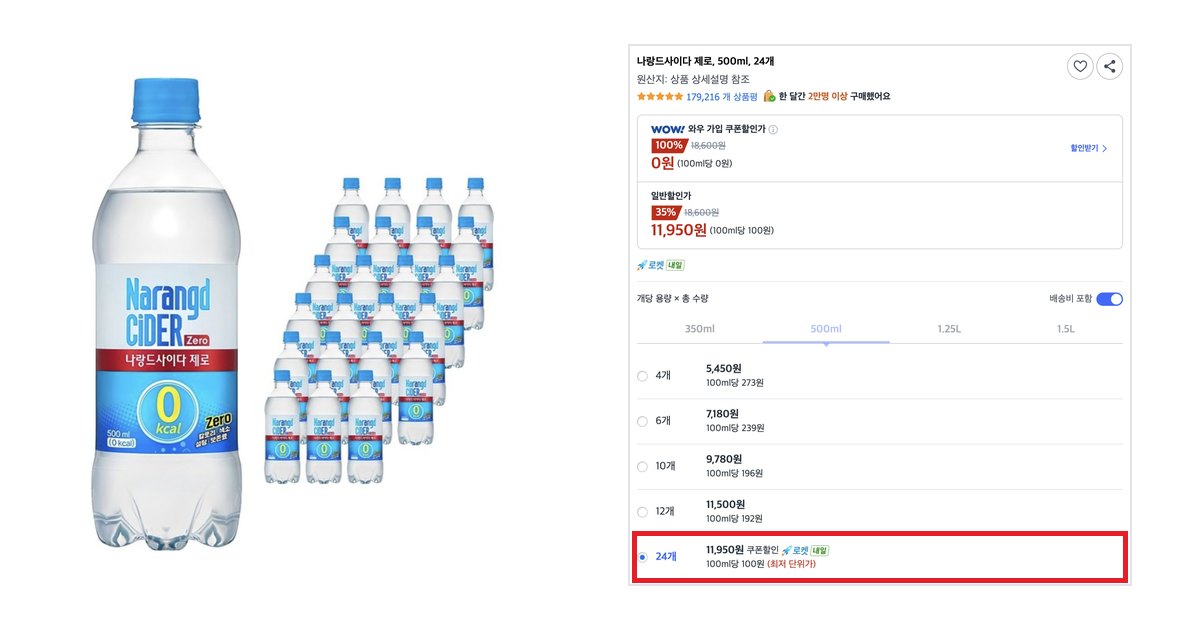 Narangd
CiDER
Zero
나랑드사이다 제로
0
kcal
500 ml
(0 kcal)
Zero
칼로리 색소
설탕 보존료
나랑드사이다 제로, 500ml, 24개
원산지: 상품 상세설명 참조
★★★★★ 179,216 개 상품평 한 달간 2만명 이상 구매했어요
WOW! 와우 가입 쿠폰할인가
100% 18,600원
0원 (100ml당 0원)
할인받기 >
일반할인가
35% 18,600원
11,950원 (100ml당 100원)
로켓 내일
개당 용량 × 총 수량
배송비 포함
350ml 500ml 1.25L 1.5L
4개 5,450원
100ml당 273원
6개 7,180원
100ml당 239원
10개 9,780원
100ml당 196원
12개 11,500원
100ml당 192원
24개 11,950원 쿠폰할인 로켓 내일
100ml당 100원 (최저 단위가)